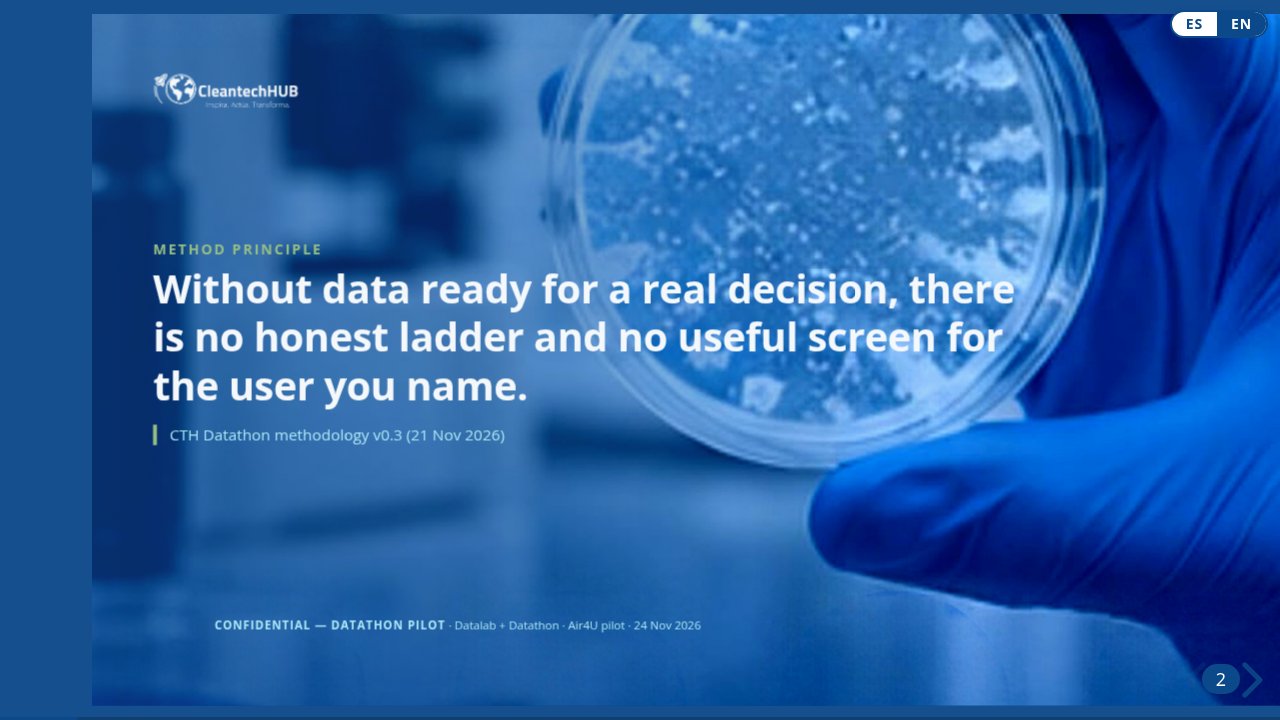 ES EN
CleantechHUB
Inspira. Actúa. Transforma.
METHOD PRINCIPLE
Without data ready for a real decision, there
is no honest ladder and no useful screen for
the user you name.
CTH Datathon methodology v0.3 (21 Nov 2026)
CONFIDENTIAL — DATATHON PILOT · Datalab + Datathon · Air4U pilot · 24 Nov 2026
2